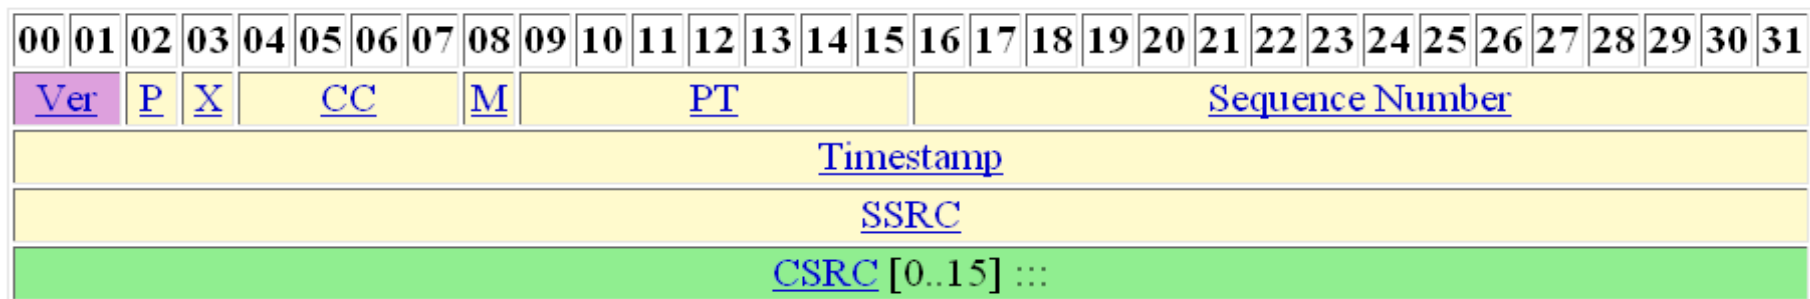 00 01 02 03 04 05 06 07 08 09 10 11 12 13 14 15 16 17 18 19 20 21 22 23 24 25 26 27 28 29 30 31
Ver P X CC M PT Sequence Number
Timestamp
SSRC
CSRC [0..15] :::